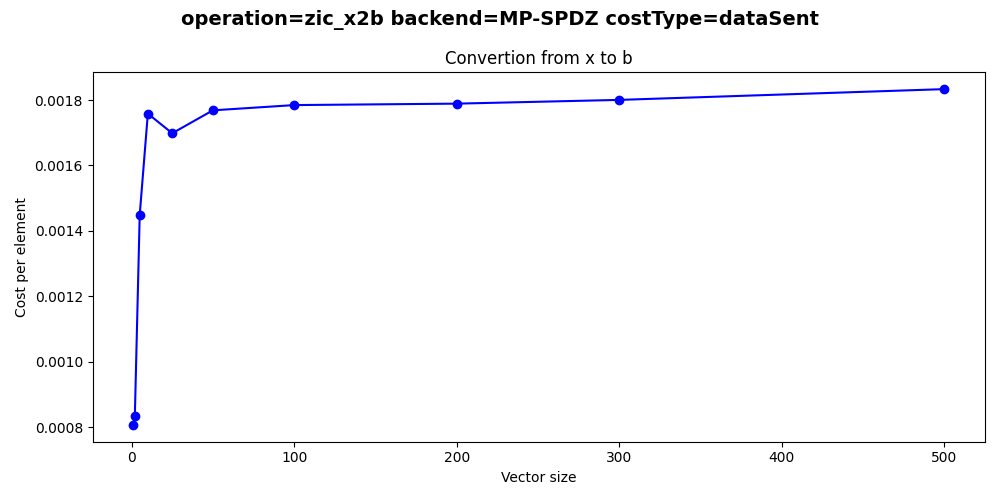 operation=zic_x2b backend=MP-SPDZ costType=dataSent
Convertion from x to b
0.0018
0.0016
0.0014
0.0012
0.0010
0.0008
Cost per element
0 100 200 300 400 500
Vector size